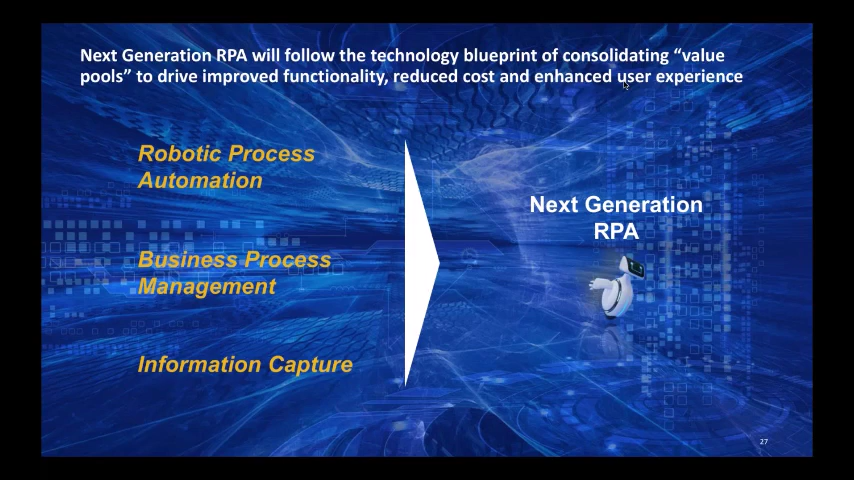 Next Generation RPA will follow the technology blueprint of consolidating “value
pools” to drive improved functionality, reduced cost and enhanced user experience
Robotic Process
Automation
Business Process
Management
Information Capture
Next Generation
RPA
27